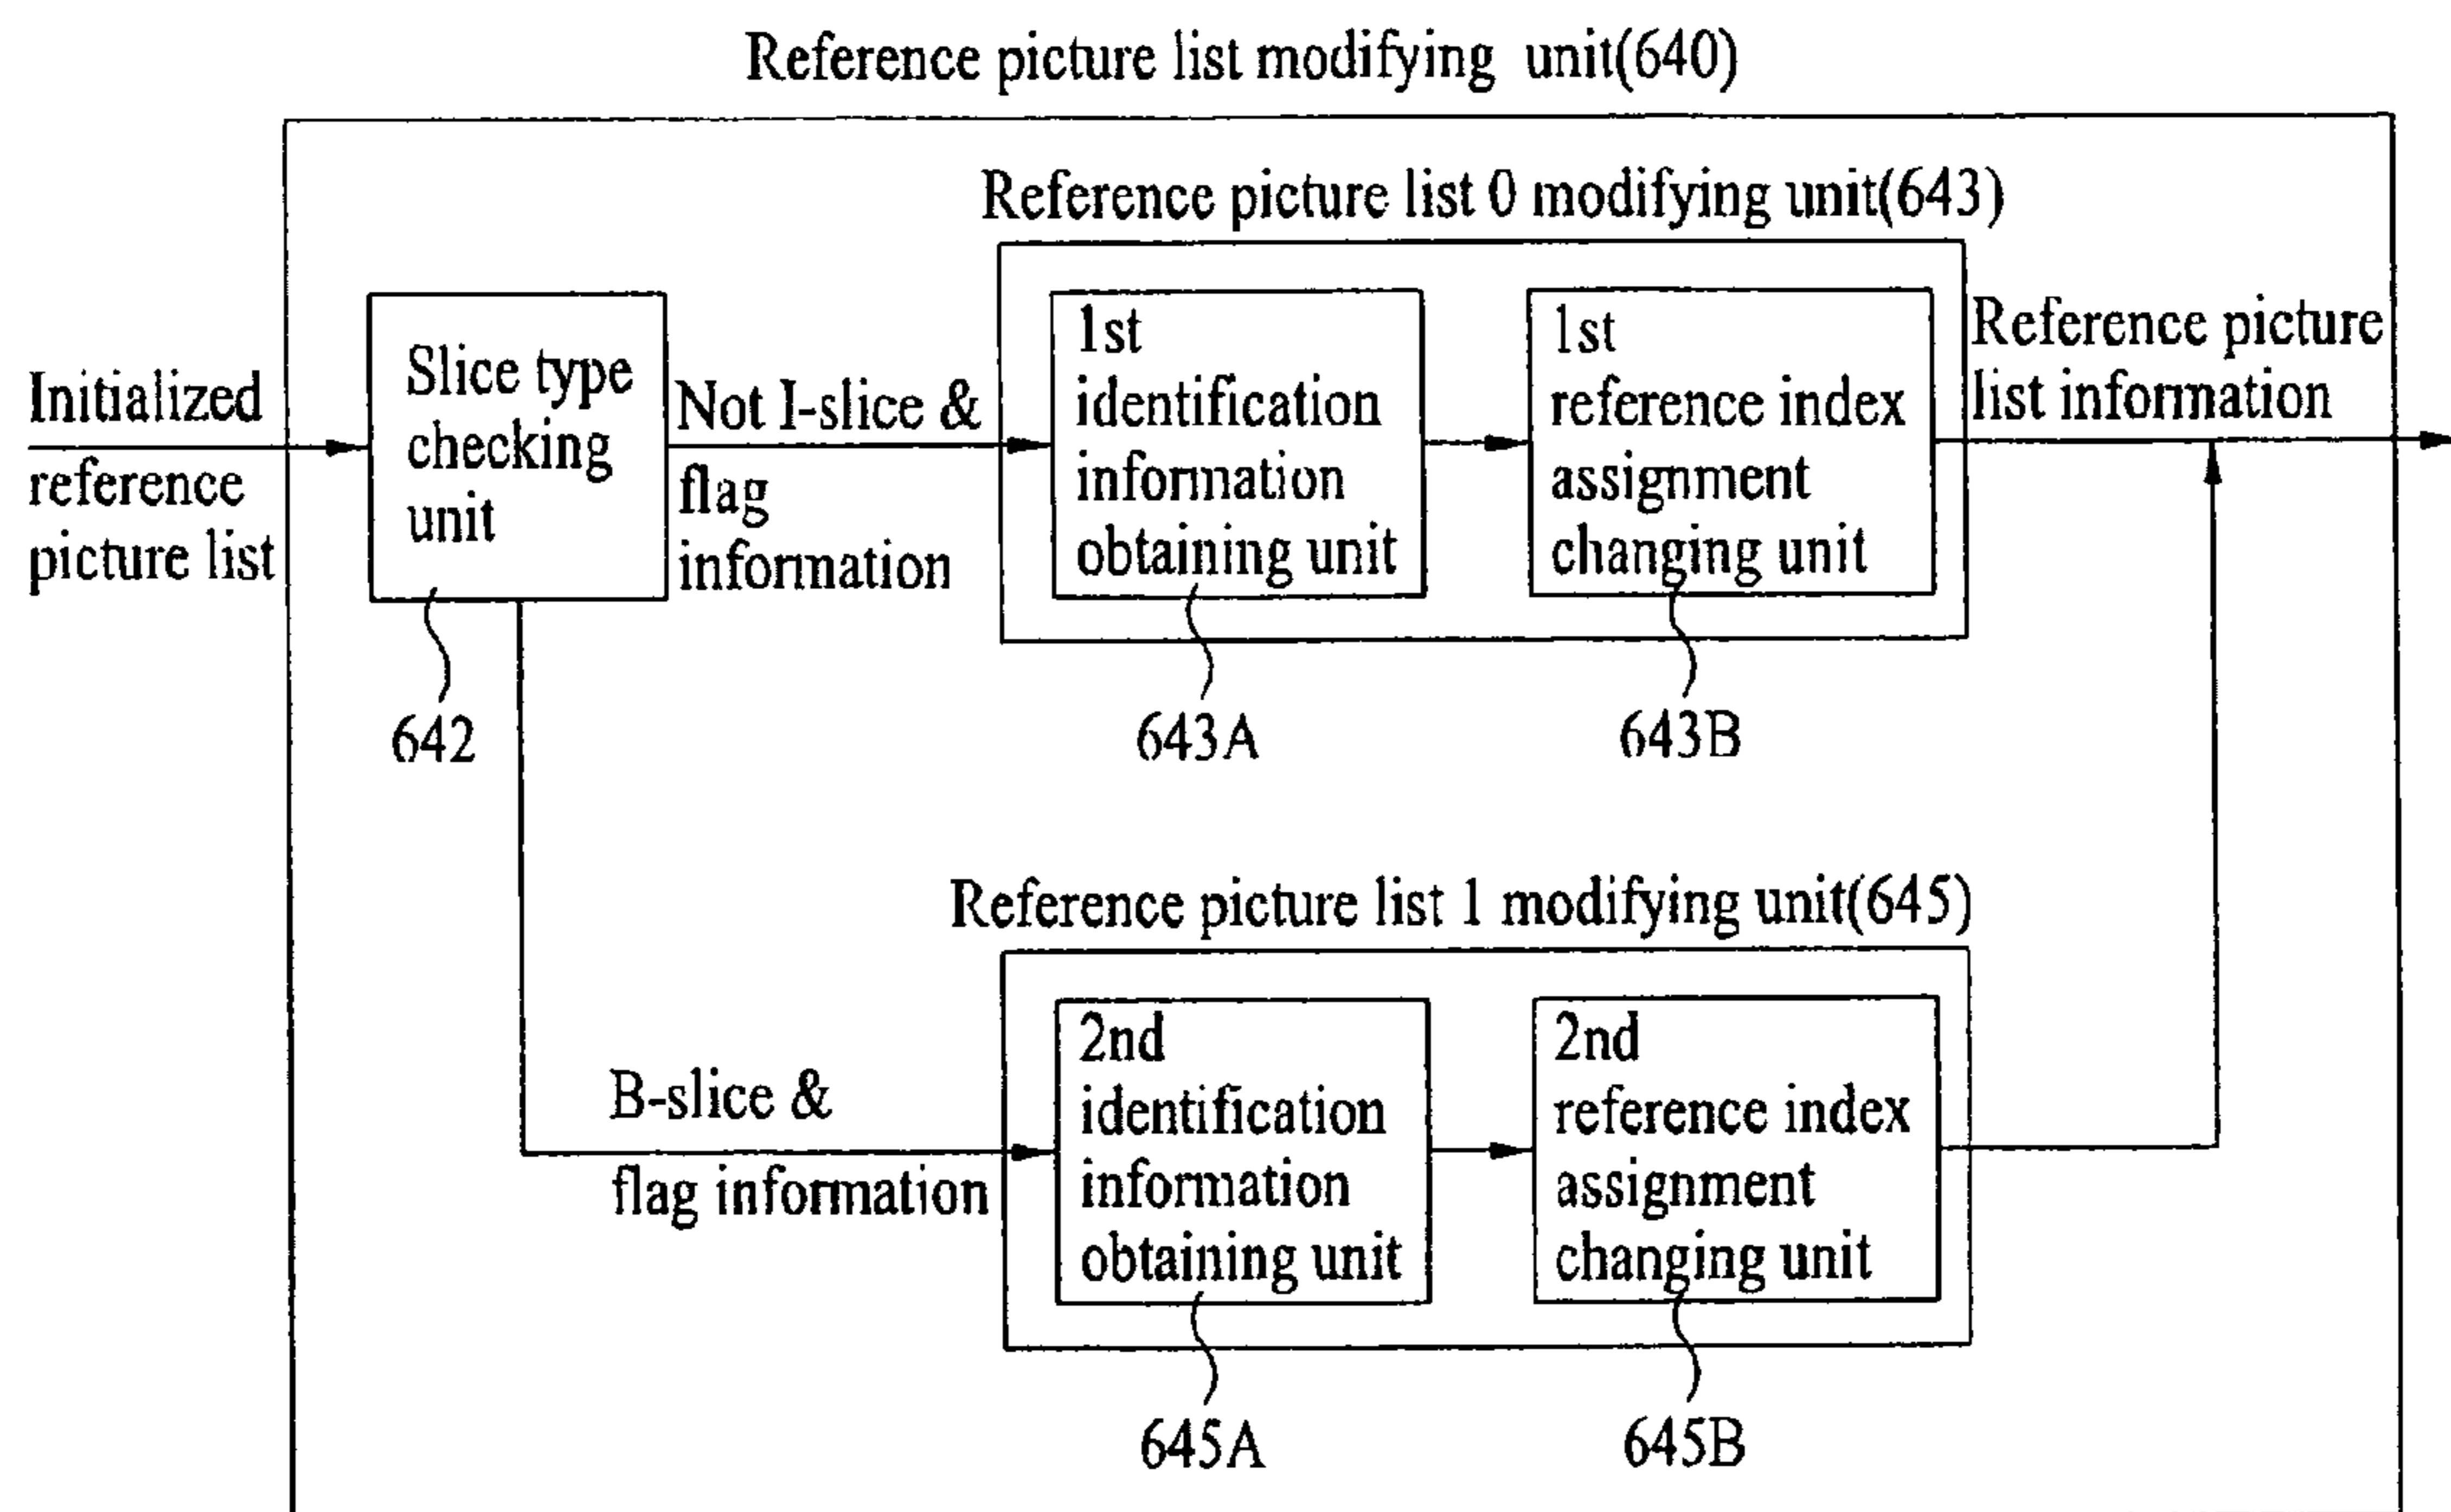 Reference picture list modifying unit(640)
Reference picture list 0 modifying unit(643)
Initialized
reference
picture list
Slice type
checking
unit
642
Not I-slice &
flag
information
1st
identification
information
obtaining unit
643A
1st
reference index
assignment
changing unit
643B
Reference picture
list information
Reference picture list 1 modifying unit(645)
B-slice &
flag information
2nd
identification
information
obtaining unit
645A
2nd
reference index
assignment
changing unit
645B